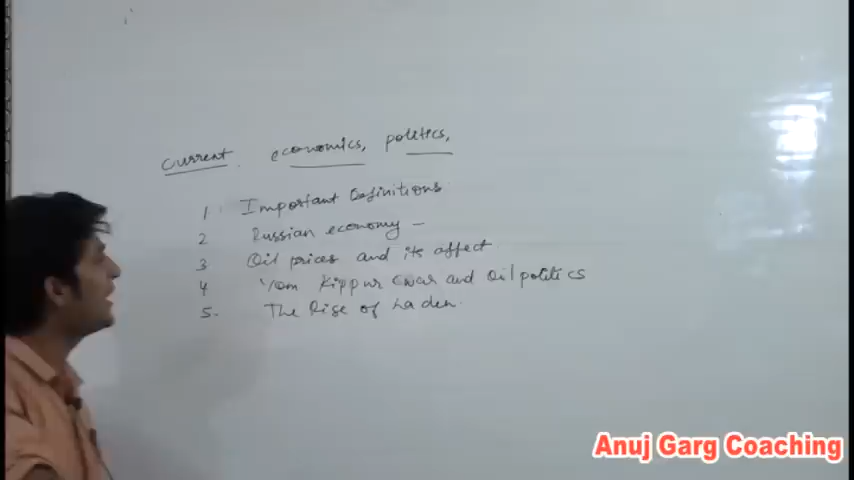 Current economics, politics,
1 Important Definitions
2 Russian economy -
3 Oil prices and its affect
4 Yom Kippur war and Oil politics
5. The Rise of Laden.
Anuj Garg Coaching